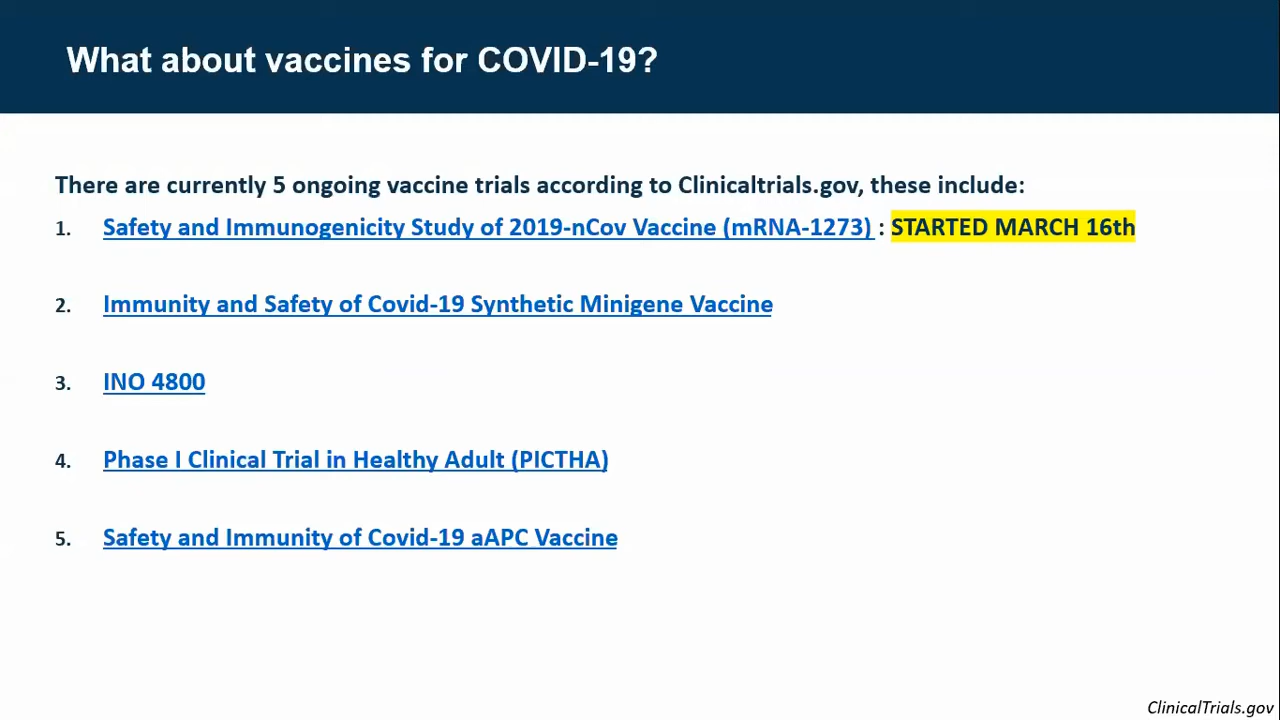 What about vaccines for COVID-19?
There are currently 5 ongoing vaccine trials according to Clinicaltrials.gov, these include:
1. Safety and Immunogenicity Study of 2019-nCov Vaccine (mRNA-1273) : STARTED MARCH 16th
2. Immunity and Safety of Covid-19 Synthetic Minigene Vaccine
3. INO 4800
4. Phase I Clinical Trial in Healthy Adult (PICTHA)
5. Safety and Immunity of Covid-19 aAPC Vaccine
ClinicalTrials.gov